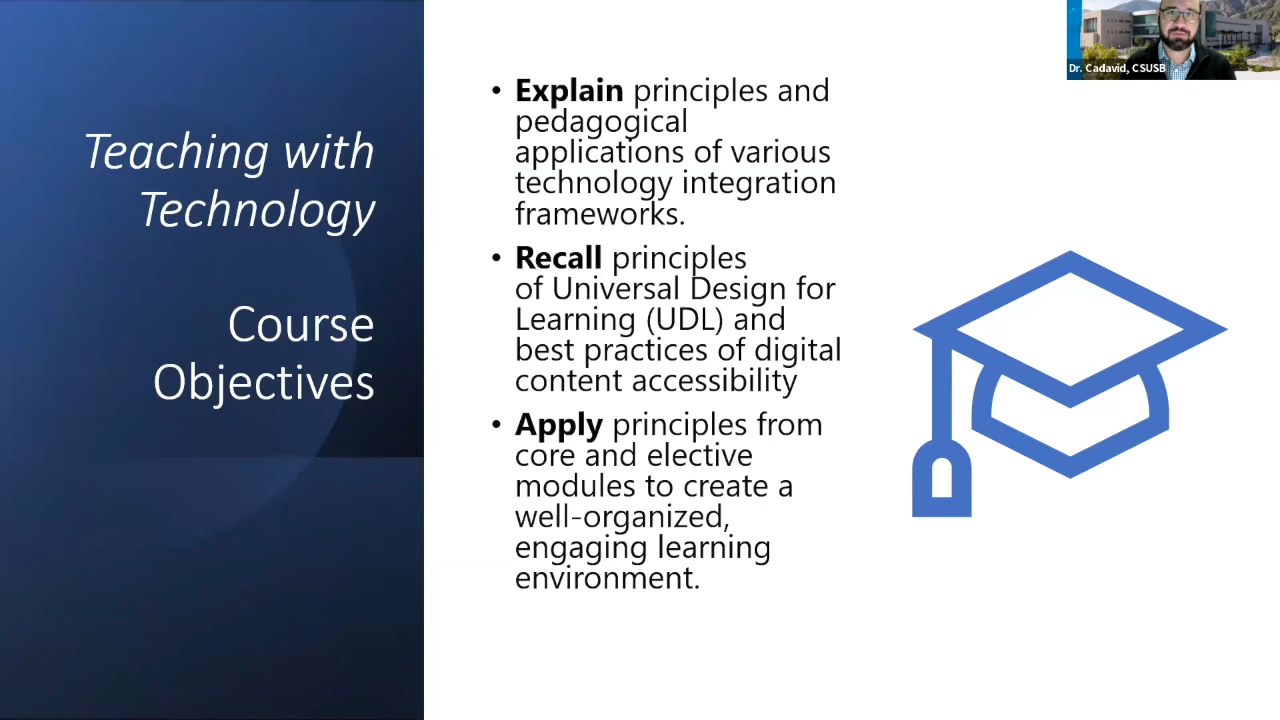 Teaching with
Technology
Course
Objectives
• Explain principles and
pedagogical
applications of various
technology integration
frameworks.
• Recall principles
of Universal Design for
Learning (UDL) and
best practices of digital
content accessibility
• Apply principles from
core and elective
modules to create a
well-organized,
engaging learning
environment.
Dr. Cadavid, CSUSB